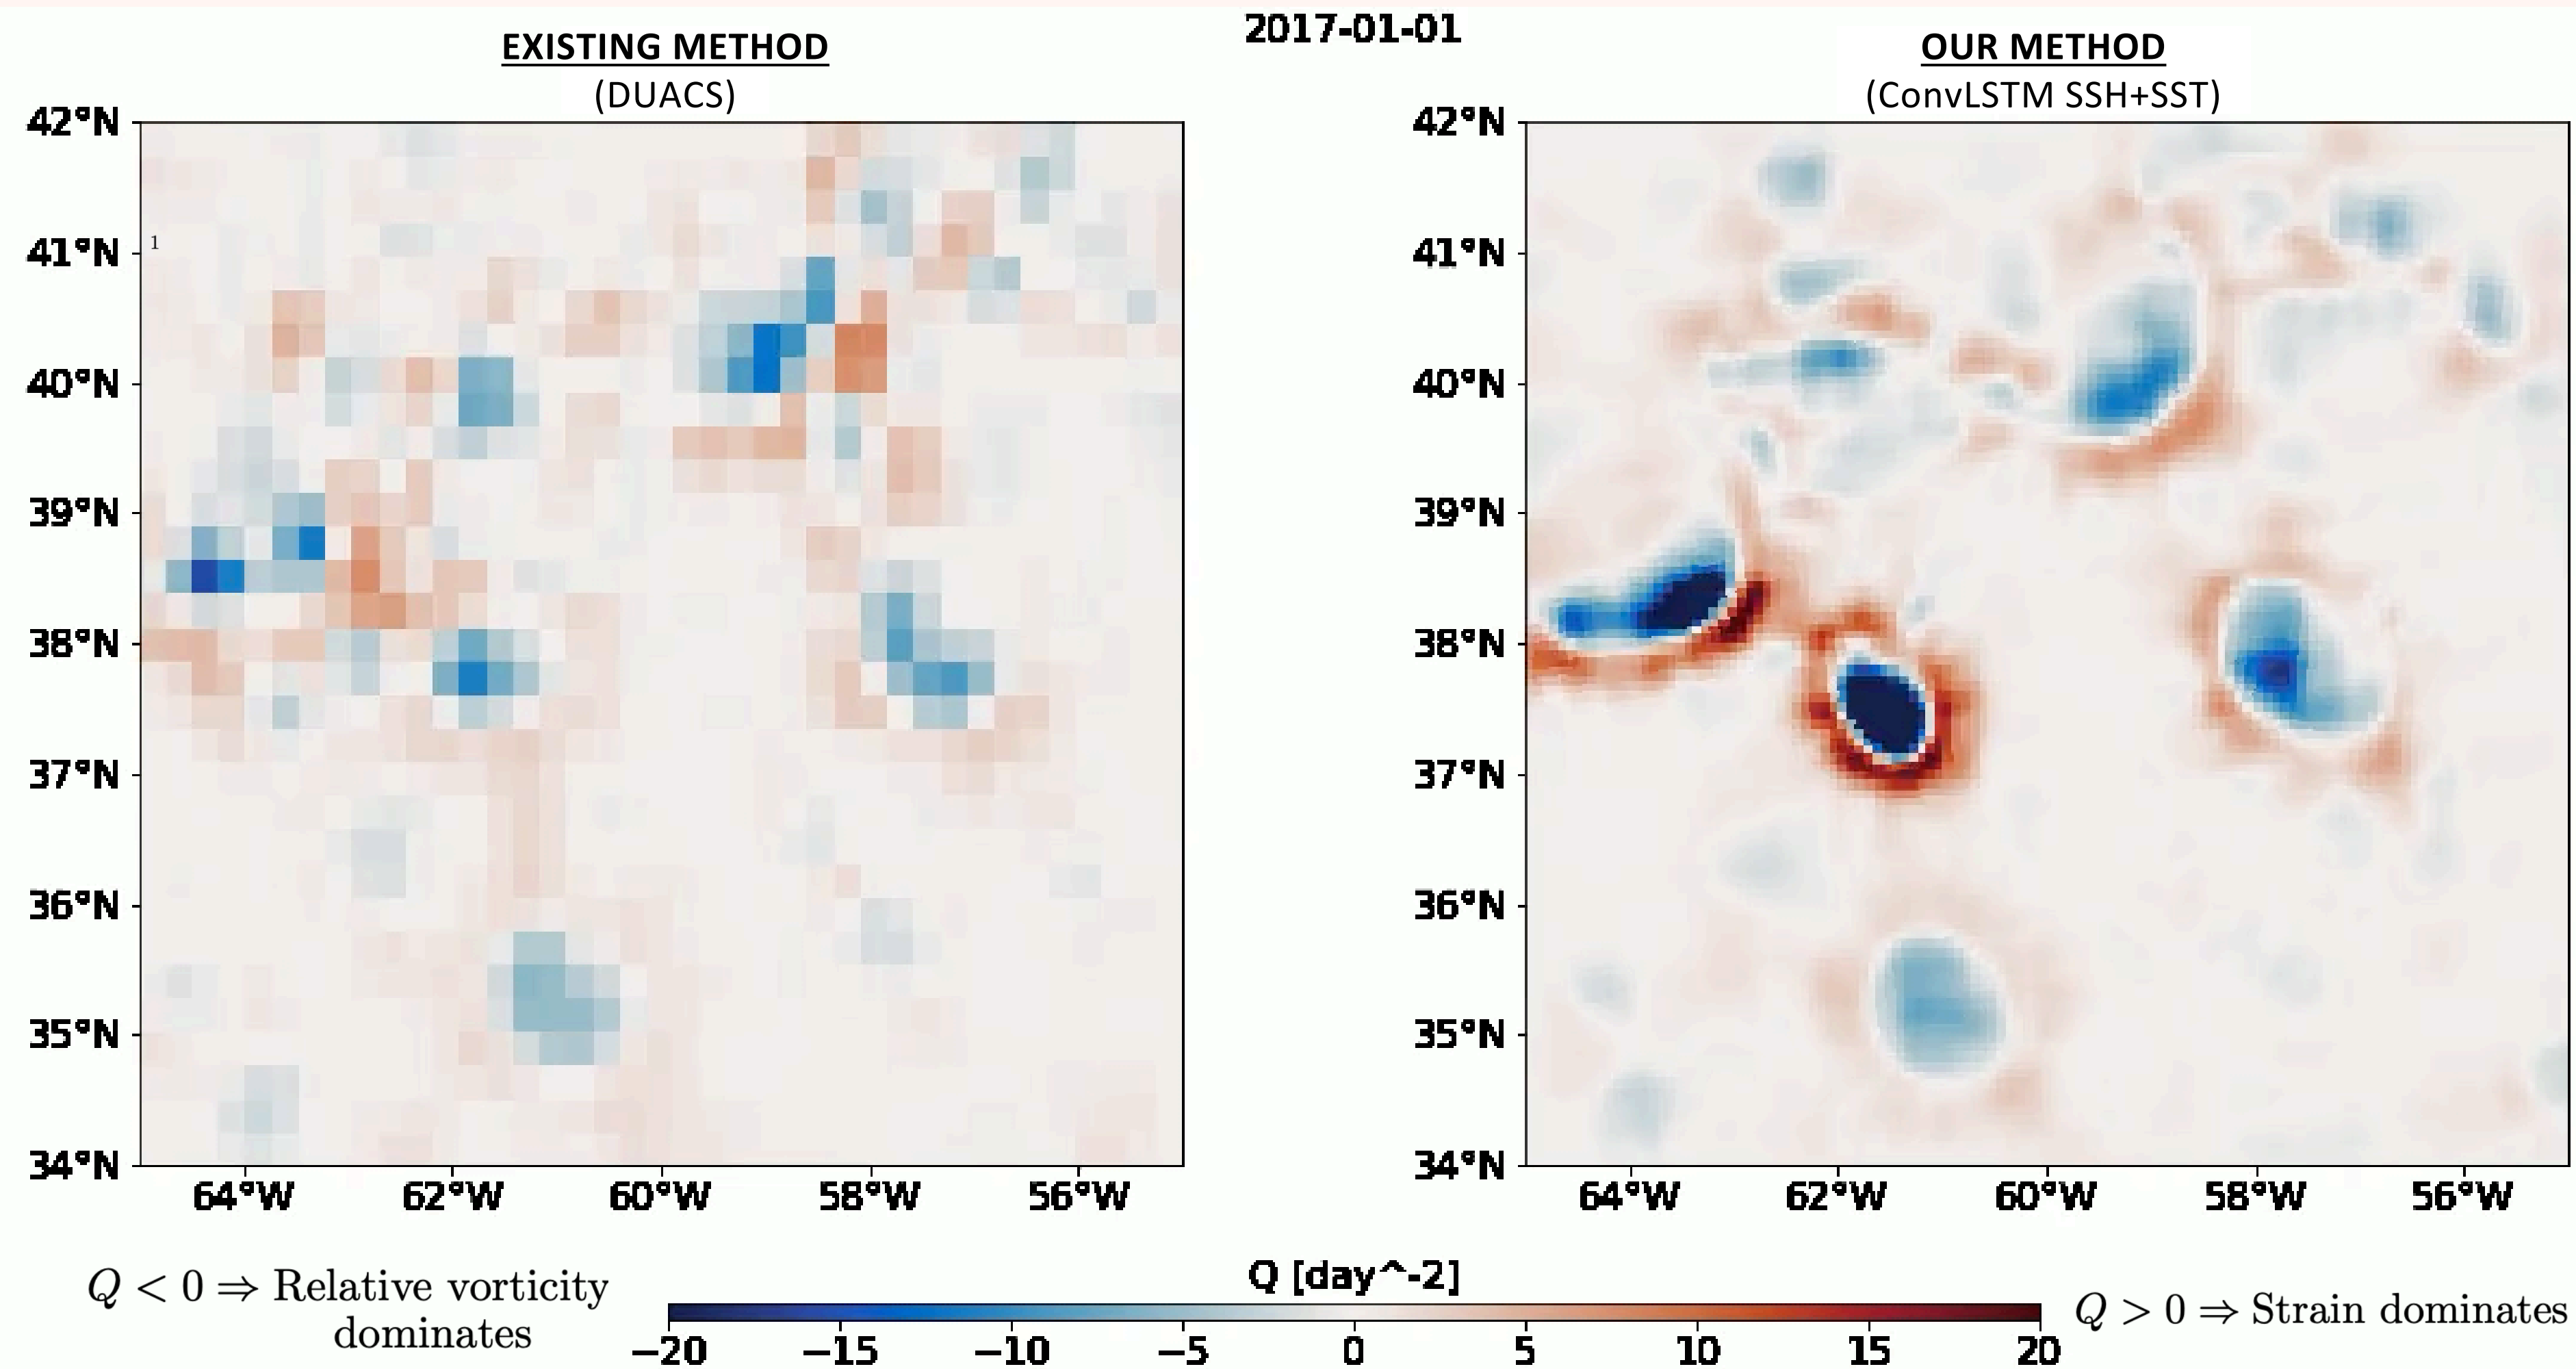 2017-01-01
EXISTING METHOD
(DUACS)
OUR METHOD
(ConvLSTM SSH+SST)
42°N
41°N
40°N
39°N
38°N
37°N
36°N
35°N
34°N
1
64°W 62°W 60°W 58°W 56°W
42°N
41°N
40°N
39°N
38°N
37°N
36°N
35°N
34°N
64°W 62°W 60°W 58°W 56°W
Q < 0 ⇒ Relative vorticity
dominates
Q [day^-2]
−20 −15 −10 −5 0 5 10 15 20
Q > 0 ⇒ Strain dominates